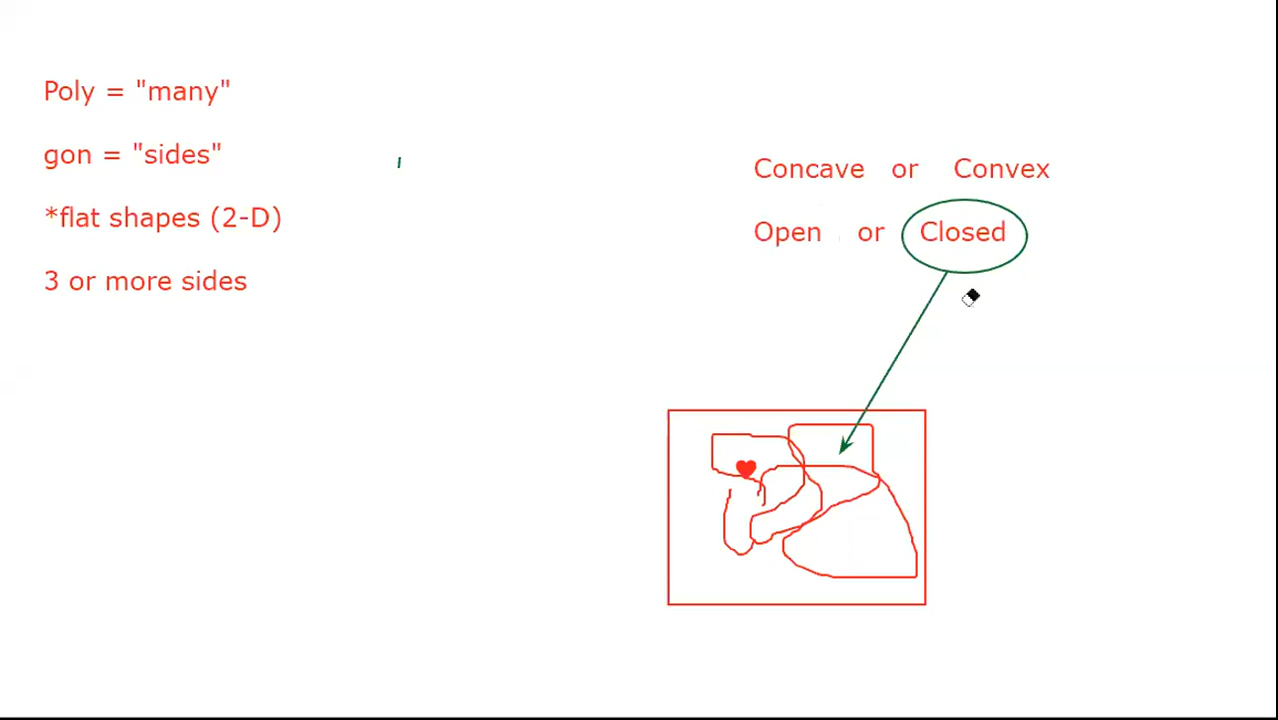 Poly = "many"
gon = "sides"
*flat shapes (2-D)
3 or more sides
Concave or Convex
Open or Closed